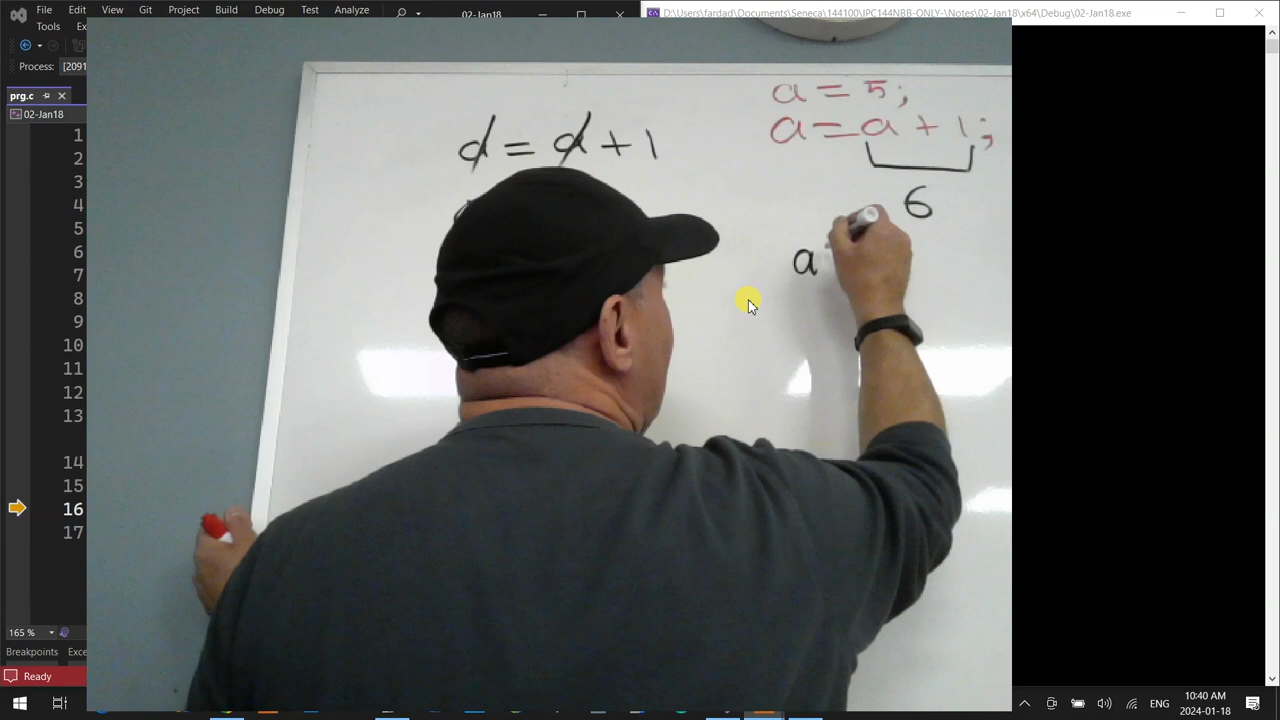 File Edit View Git Project Build Debug Test Analyze 02-Jan18
D:\Users\fardad\Documents\Seneca\144100\IPC144NBB-ONLY-\Notes\02-Jan18\x64\Debug\02-Jan18.exe
Tools
Process: [2091
prg.c
02-Jan18
1
2
3
4
5
6
7
8
9
10
11
12
13
14
15
16
17
a = 5;
a = a + 1;
6
a
165 %
Breakpoints
Ready
ENG
10:40 AM
2024-01-18